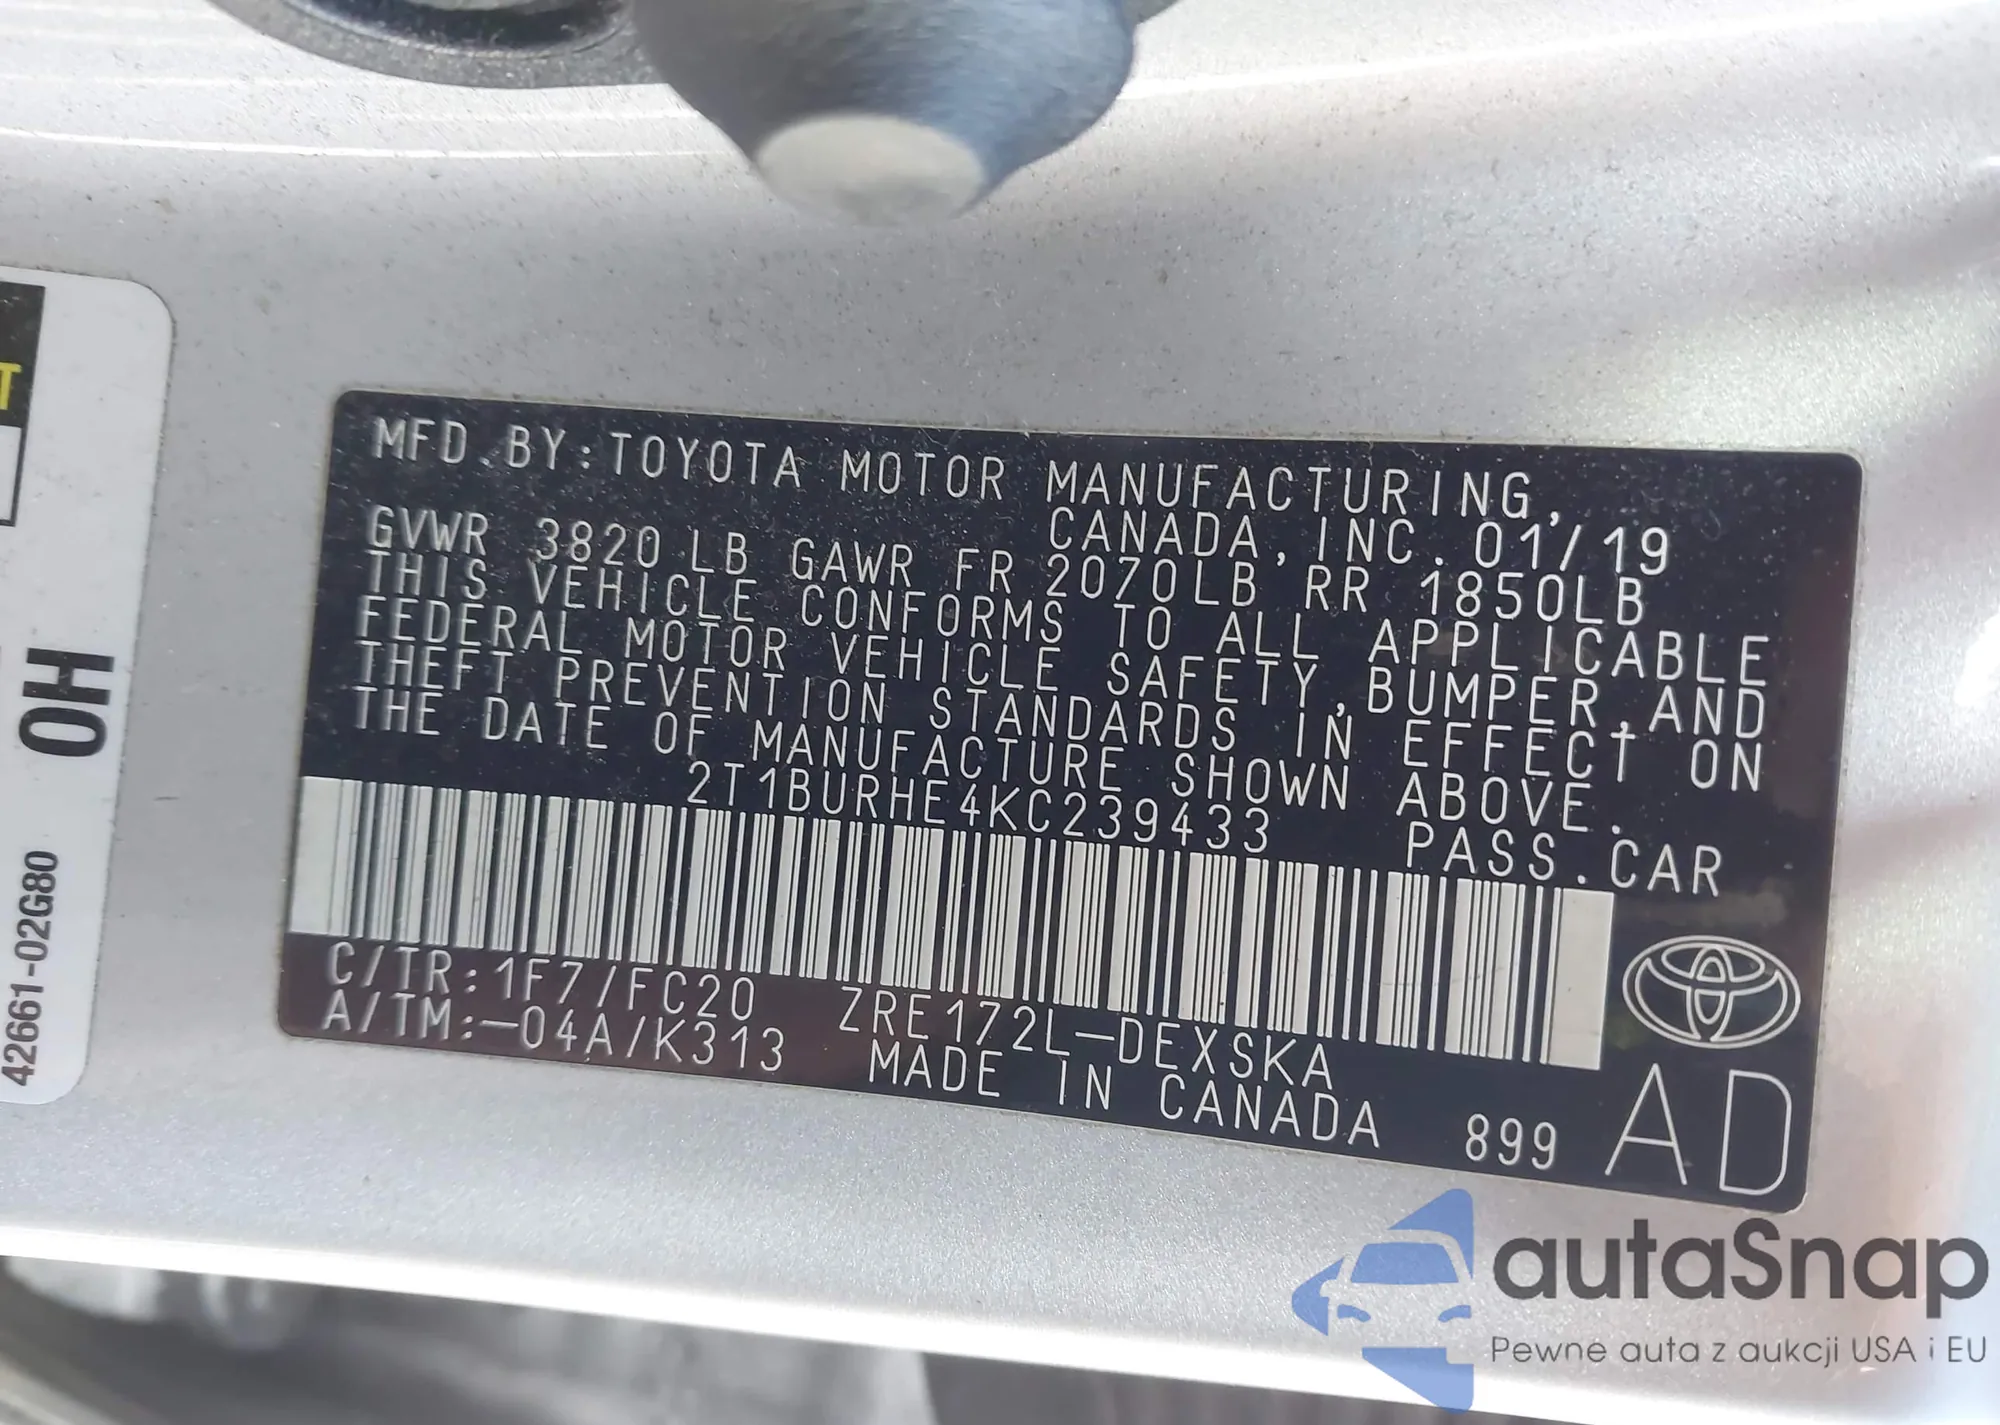 MFD.BY:TOYOTA MOTOR MANUFACTURING,
CANADA,INC. 01/19
GVWR 3820 LB GAWR FR 2070LB RR 1850LB
THIS VEHICLE CONFORMS TO ALL APPLICABLE
FEDERAL MOTOR VEHICLE SAFETY,BUMPER,AND
THEFT PREVENTION STANDARDS IN EFFECT ON
THE DATE OF MANUFACTURE SHOWN ABOVE.
2T1BURHE4KC239433 PASS.CAR
C/TR:1F7/FC20 ZRE172L-DEXSKA
A/TM:-04A/K313 MADE IN CANADA 899 AD
T
OH
42661-02G80
autaSnap
Pewne auta z aukcji USA i EU